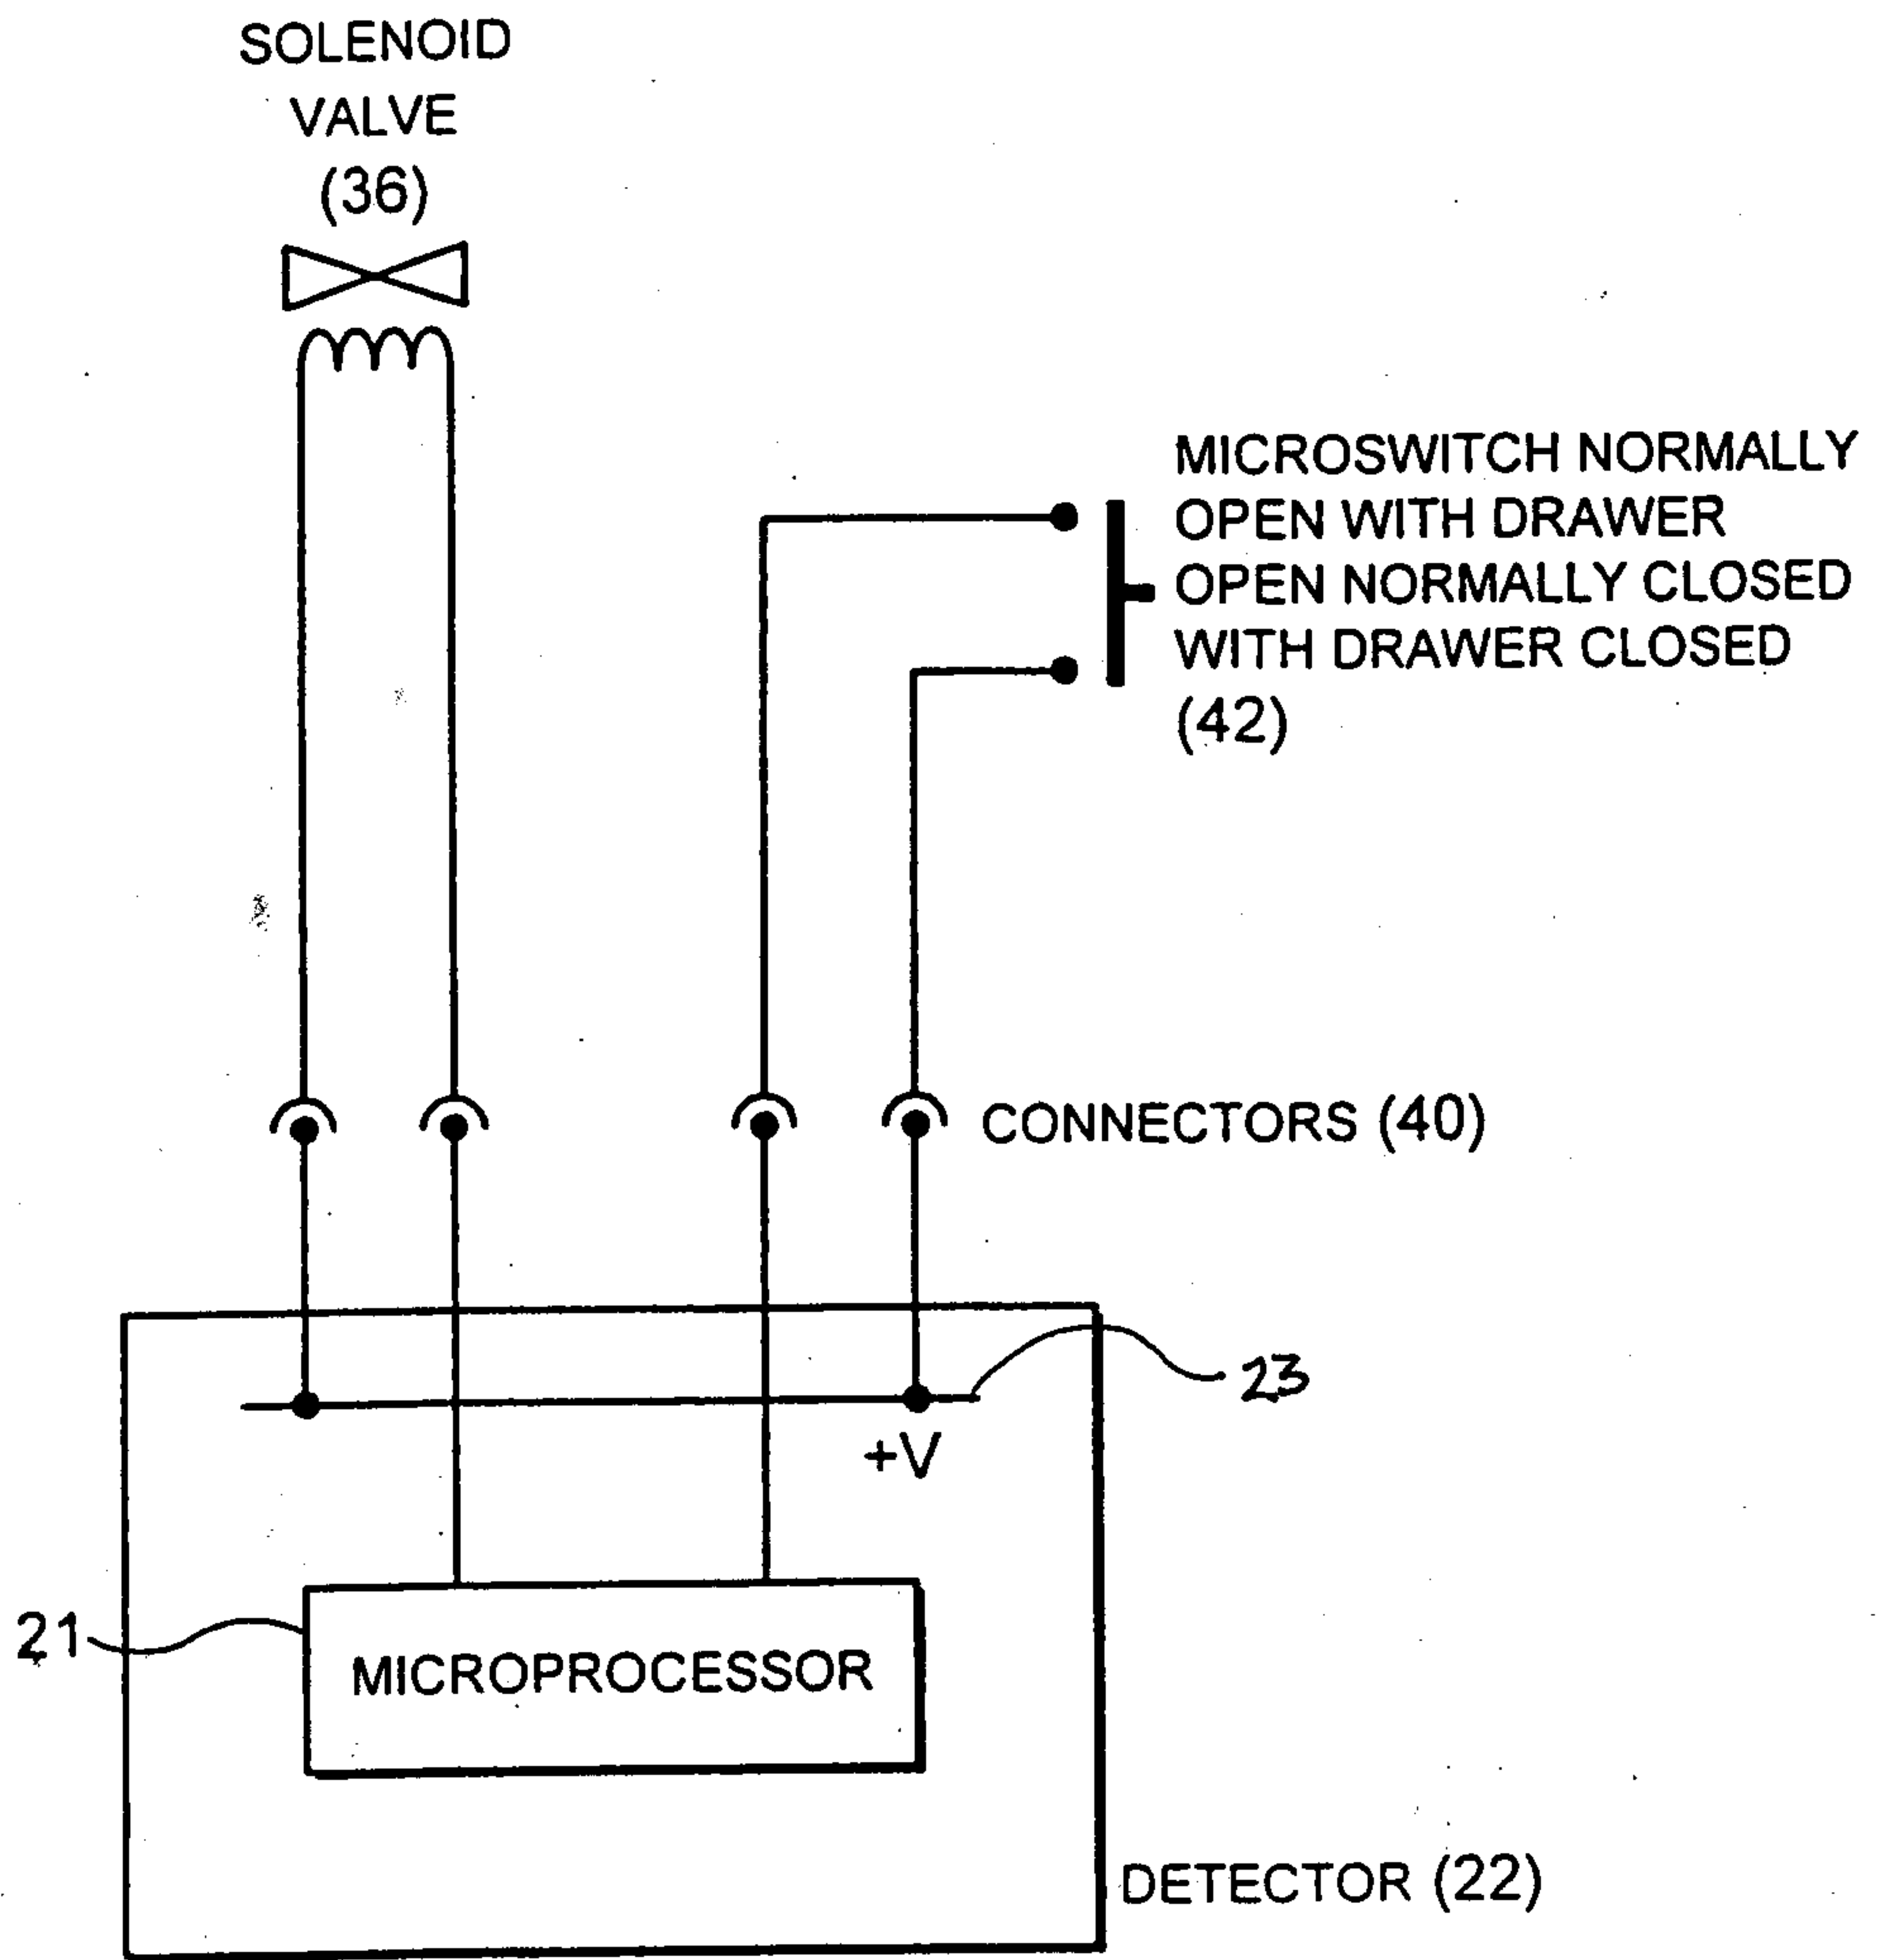 SOLENOID
VALVE
(36)
MICROSWITCH NORMALLY
OPEN WITH DRAWER
OPEN NORMALLY CLOSED
WITH DRAWER CLOSED
(42)
CONNECTORS (40)
23
+V
21
MICROPROCESSOR
DETECTOR (22)